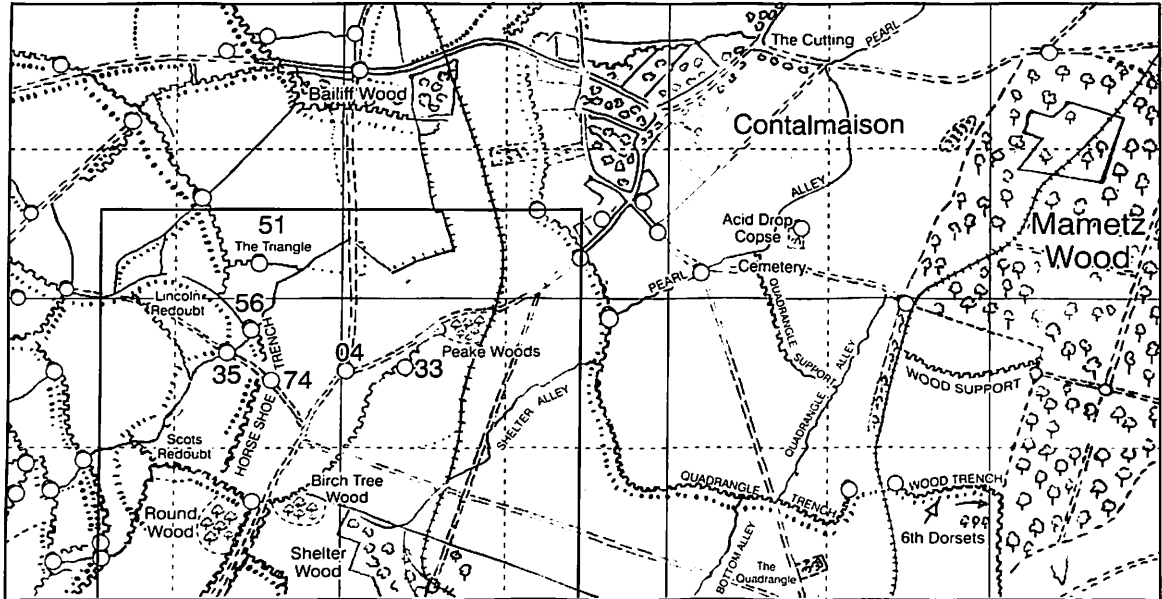 The Cutting
PEARL
Bailiff Wood
Contalmaison
ALLEY
51
The Triangle
Acid Drop
Copse
Mametz
Wood
PEARL
Cemetery
Lincoln
Redoubt
56
TRENCH
04
35
74
33
Peake Woods
QUADRANGLE
SUPPORT
ALLEY
QUADRANGLE
WOOD SUPPORT
HORSE SHOE
SHELTER ALLEY
Scots
Redoubt
Birch Tree
Wood
Round
Wood
Shelter
Wood
QUADRANGLE
TRENCH
WOOD TRENCH
6th Dorsets
BOTTOM ALLEY
The
Quadrangle